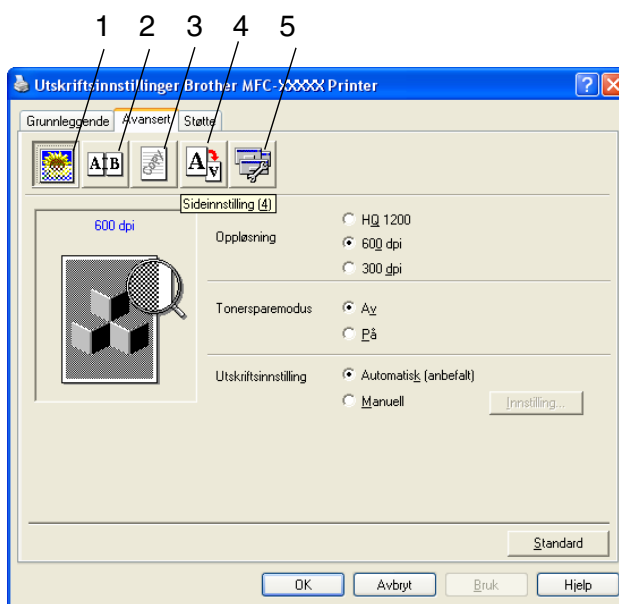 1 2 3 4 5
Utskriftsinnstillinger Brother MFC-XXXXX Printer
Grunnleggende Avansert Støtte
A B Copy A A
Sideinnstilling (4)
600 dpi
Oppløsning
HQ 1200
600 dpi
300 dpi
Tonersparemodus
Av
På
Utskriftsinnstilling
Automatisk (anbefalt)
Manuell
Innstilling...
Standard
OK Avbryt Bruk Hjelp